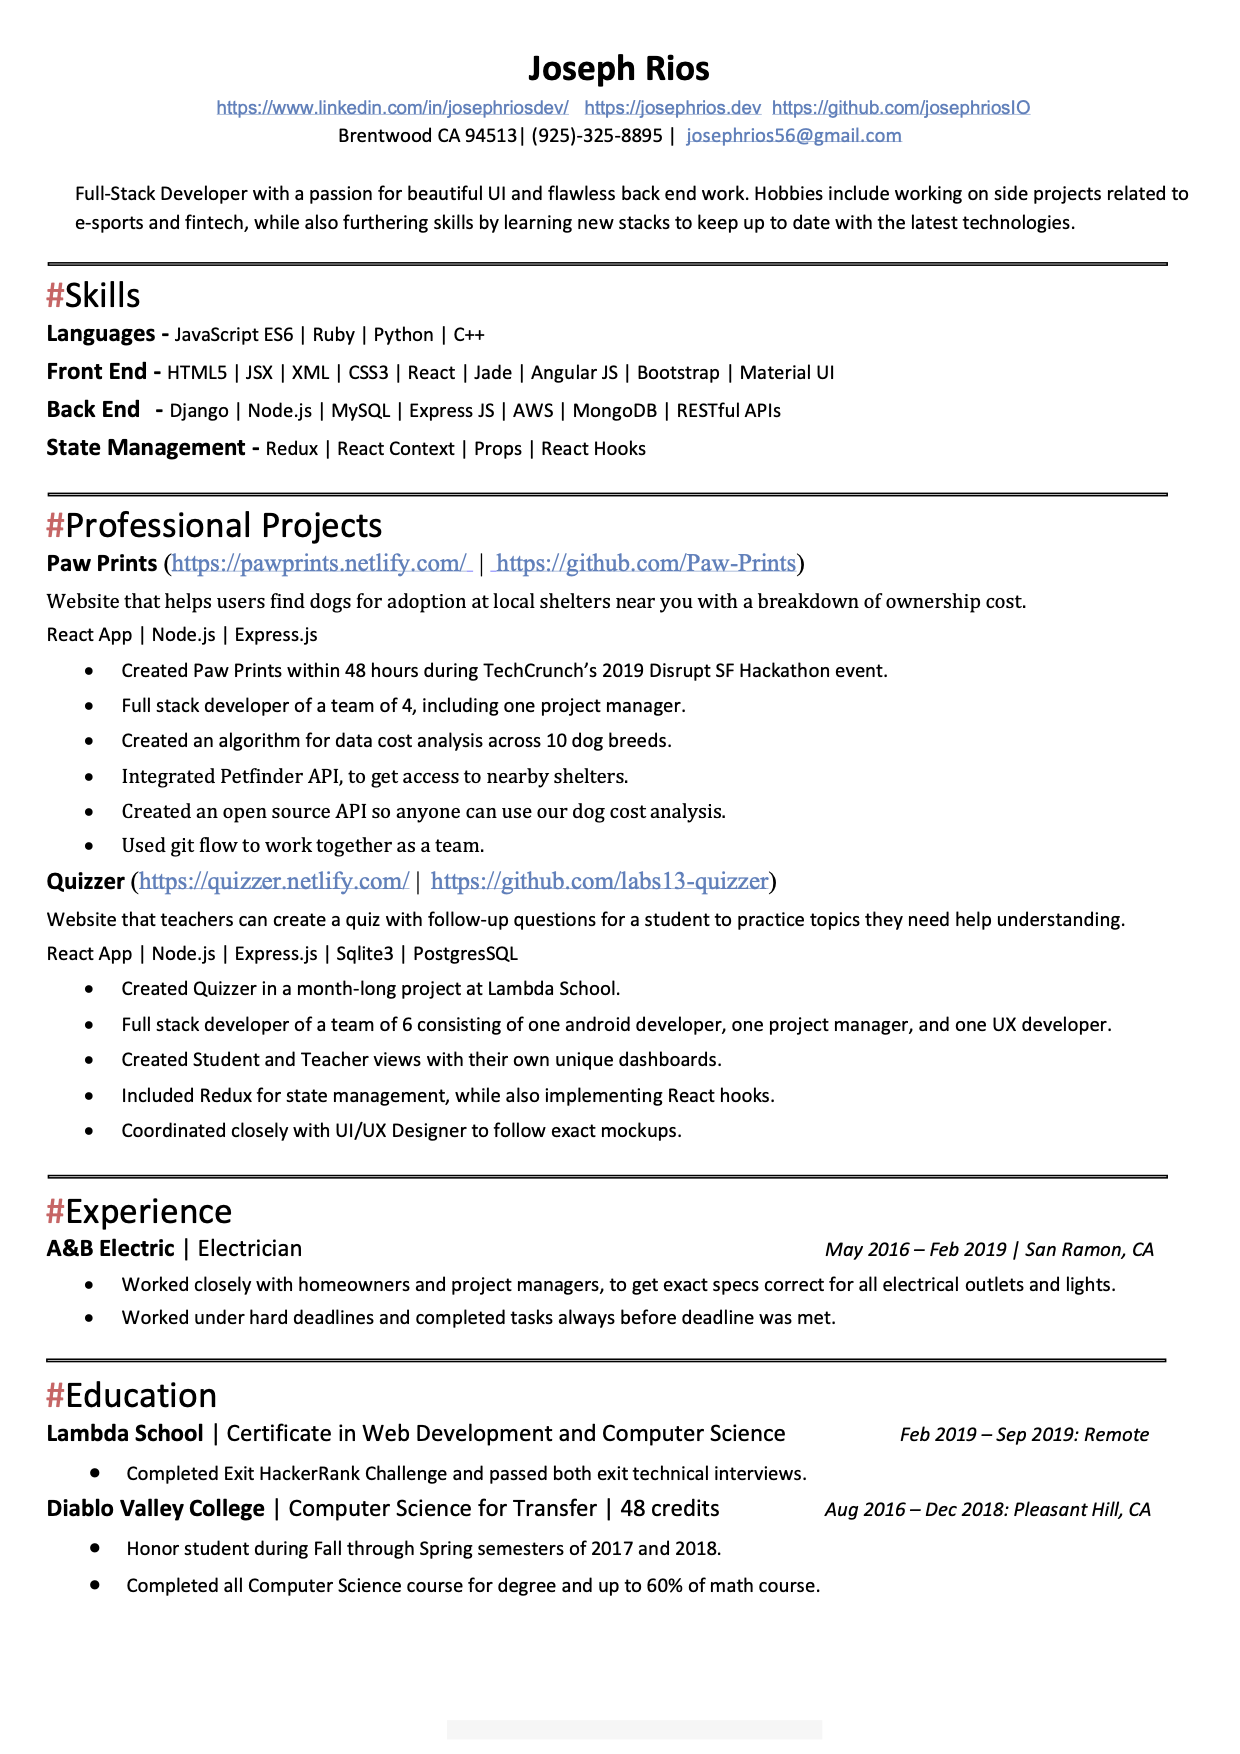 Joseph Rios
https://www.linkedin.com/in/josephriosdev/ https://josephrios.dev https://github.com/josephriosIO
Brentwood CA 94513| (925)-325-8895 | josephrios56@gmail.com
Full-Stack Developer with a passion for beautiful UI and flawless back end work. Hobbies include working on side projects related to
e-sports and fintech, while also furthering skills by learning new stacks to keep up to date with the latest technologies.
#Skills
Languages - JavaScript ES6 | Ruby | Python | C++
Front End - HTML5 | JSX | XML | CSS3 | React | Jade | Angular JS | Bootstrap | Material UI
Back End - Django | Node.js | MySQL | Express JS | AWS | MongoDB | RESTful APIs
State Management - Redux | React Context | Props | React Hooks
#Professional Projects
Paw Prints (https://pawprints.netlify.com/ | https://github.com/Paw-Prints)
Website that helps users find dogs for adoption at local shelters near you with a breakdown of ownership cost.
React App | Node.js | Express.js
• Created Paw Prints within 48 hours during TechCrunch’s 2019 Disrupt SF Hackathon event.
• Full stack developer of a team of 4, including one project manager.
• Created an algorithm for data cost analysis across 10 dog breeds.
• Integrated Petfinder API, to get access to nearby shelters.
• Created an open source API so anyone can use our dog cost analysis.
• Used git flow to work together as a team.
Quizzer (https://quizzer.netlify.com/ | https://github.com/labs13-quizzer)
Website that teachers can create a quiz with follow-up questions for a student to practice topics they need help understanding.
React App | Node.js | Express.js | Sqlite3 | PostgresSQL
• Created Quizzer in a month-long project at Lambda School.
• Full stack developer of a team of 6 consisting of one android developer, one project manager, and one UX developer.
• Created Student and Teacher views with their own unique dashboards.
• Included Redux for state management, while also implementing React hooks.
• Coordinated closely with UI/UX Designer to follow exact mockups.
#Experience
A&B Electric | Electrician May 2016 – Feb 2019 | San Ramon, CA
• Worked closely with homeowners and project managers, to get exact specs correct for all electrical outlets and lights.
• Worked under hard deadlines and completed tasks always before deadline was met.
#Education
Lambda School | Certificate in Web Development and Computer Science Feb 2019 – Sep 2019: Remote
• Completed Exit HackerRank Challenge and passed both exit technical interviews.
Diablo Valley College | Computer Science for Transfer | 48 credits Aug 2016 – Dec 2018: Pleasant Hill, CA
• Honor student during Fall through Spring semesters of 2017 and 2018.
• Completed all Computer Science course for degree and up to 60% of math course.